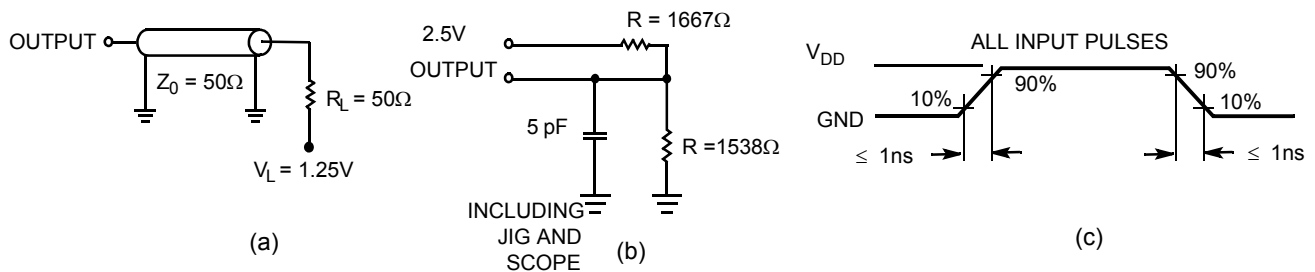 OUTPUT
Z0 = 50Ω
RL = 50Ω
VL = 1.25V
(a)
R = 1667Ω
2.5V
OUTPUT
5 pF
R =1538Ω
INCLUDING
JIG AND
SCOPE
(b)
ALL INPUT PULSES
VDD
90%
90%
10%
10%
GND
≤ 1ns
≤ 1ns
(c)